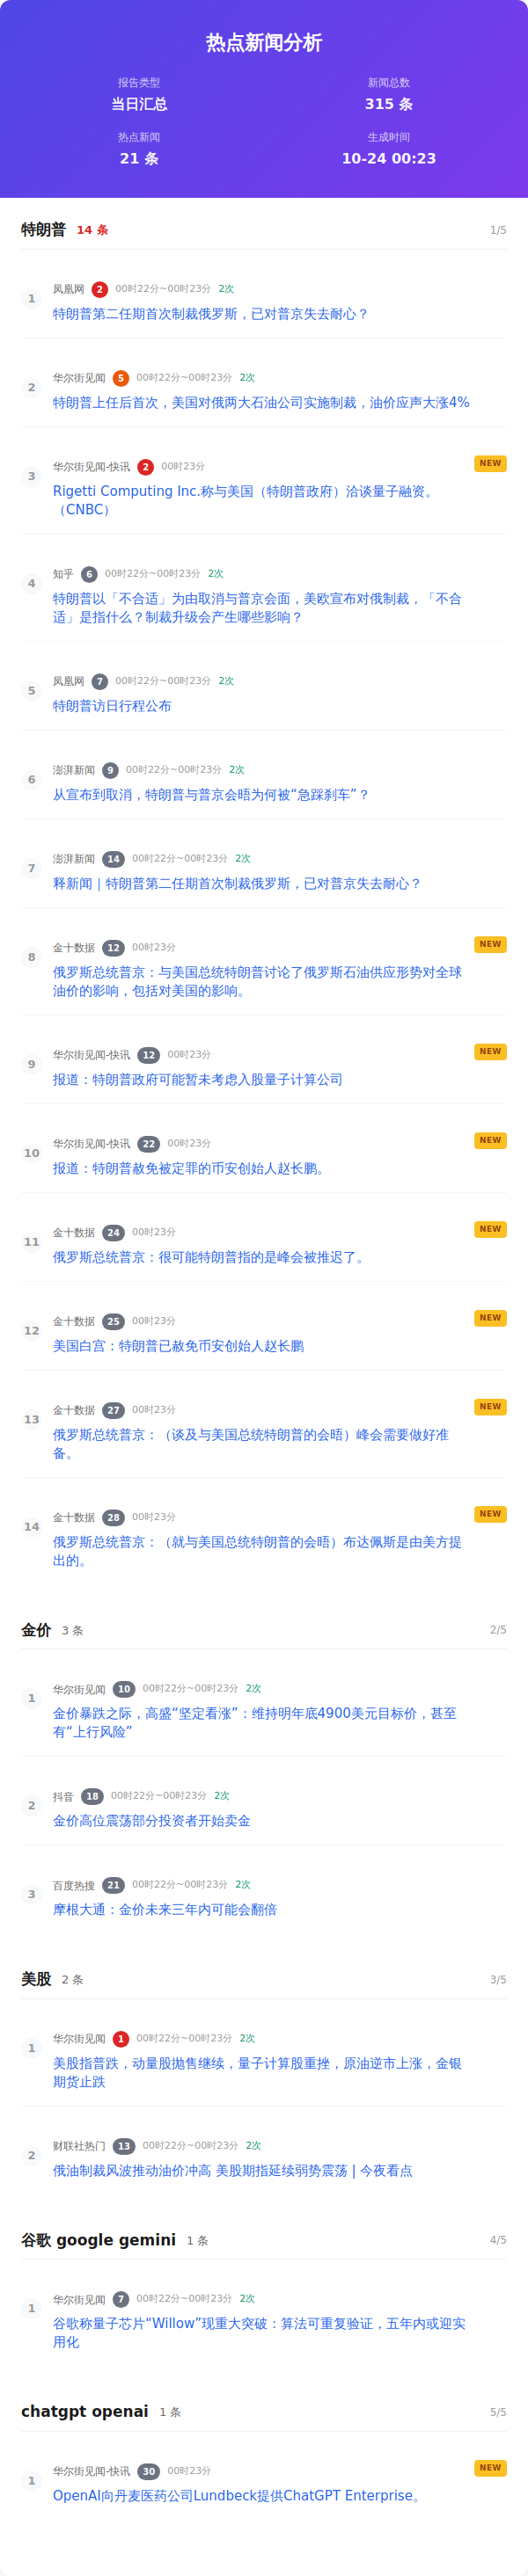 热点新闻分析
报告类型
当日汇总
新闻总数
315 条
热点新闻
21 条
生成时间
10-24 00:23
特朗普 14 条 1/5
1
凤凰网 2 00时22分~00时23分 2次
特朗普第二任期首次制裁俄罗斯，已对普京失去耐心？
2
华尔街见闻 5 00时22分~00时23分 2次
特朗普上任后首次，美国对俄两大石油公司实施制裁，油价应声大涨4%
3
华尔街见闻-快讯 2 00时23分 NEW
Rigetti Computing Inc.称与美国（特朗普政府）洽谈量子融资。
（CNBC）
4
知乎 6 00时22分~00时23分 2次
特朗普以「不合适」为由取消与普京会面，美欧宣布对俄制裁，「不合
适」是指什么？制裁升级会产生哪些影响？
5
凤凰网 7 00时22分~00时23分 2次
特朗普访日行程公布
6
澎湃新闻 9 00时22分~00时23分 2次
从宣布到取消，特朗普与普京会晤为何被“急踩刹车”？
7
澎湃新闻 14 00时22分~00时23分 2次
释新闻｜特朗普第二任期首次制裁俄罗斯，已对普京失去耐心？
8
金十数据 12 00时23分 NEW
俄罗斯总统普京：与美国总统特朗普讨论了俄罗斯石油供应形势对全球
油价的影响，包括对美国的影响。
9
华尔街见闻-快讯 12 00时23分 NEW
报道：特朗普政府可能暂未考虑入股量子计算公司
10
华尔街见闻-快讯 22 00时23分 NEW
报道：特朗普赦免被定罪的币安创始人赵长鹏。
11
金十数据 24 00时23分 NEW
俄罗斯总统普京：很可能特朗普指的是峰会被推迟了。
12
金十数据 25 00时23分 NEW
美国白宫：特朗普已赦免币安创始人赵长鹏
13
金十数据 27 00时23分 NEW
俄罗斯总统普京：（谈及与美国总统特朗普的会晤）峰会需要做好准
备。
14
金十数据 28 00时23分 NEW
俄罗斯总统普京：（就与美国总统特朗普的会晤）布达佩斯是由美方提
出的。
金价 3 条 2/5
1
华尔街见闻 10 00时22分~00时23分 2次
金价暴跌之际，高盛“坚定看涨”：维持明年底4900美元目标价，甚至
有“上行风险”
2
抖音 18 00时22分~00时23分 2次
金价高位震荡部分投资者开始卖金
3
百度热搜 21 00时22分~00时23分 2次
摩根大通：金价未来三年内可能会翻倍
美股 2 条 3/5
1
华尔街见闻 1 00时22分~00时23分 2次
美股指普跌，动量股抛售继续，量子计算股重挫，原油逆市上涨，金银
期货止跌
2
财联社热门 13 00时22分~00时23分 2次
俄油制裁风波推动油价冲高 美股期指延续弱势震荡 | 今夜看点
谷歌 google gemini 1 条 4/5
1
华尔街见闻 7 00时22分~00时23分 2次
谷歌称量子芯片“Willow”现重大突破：算法可重复验证，五年内或迎实
用化
chatgpt openai 1 条 5/5
1
华尔街见闻-快讯 30 00时23分 NEW
OpenAI向丹麦医药公司Lundbeck提供ChatGPT Enterprise。